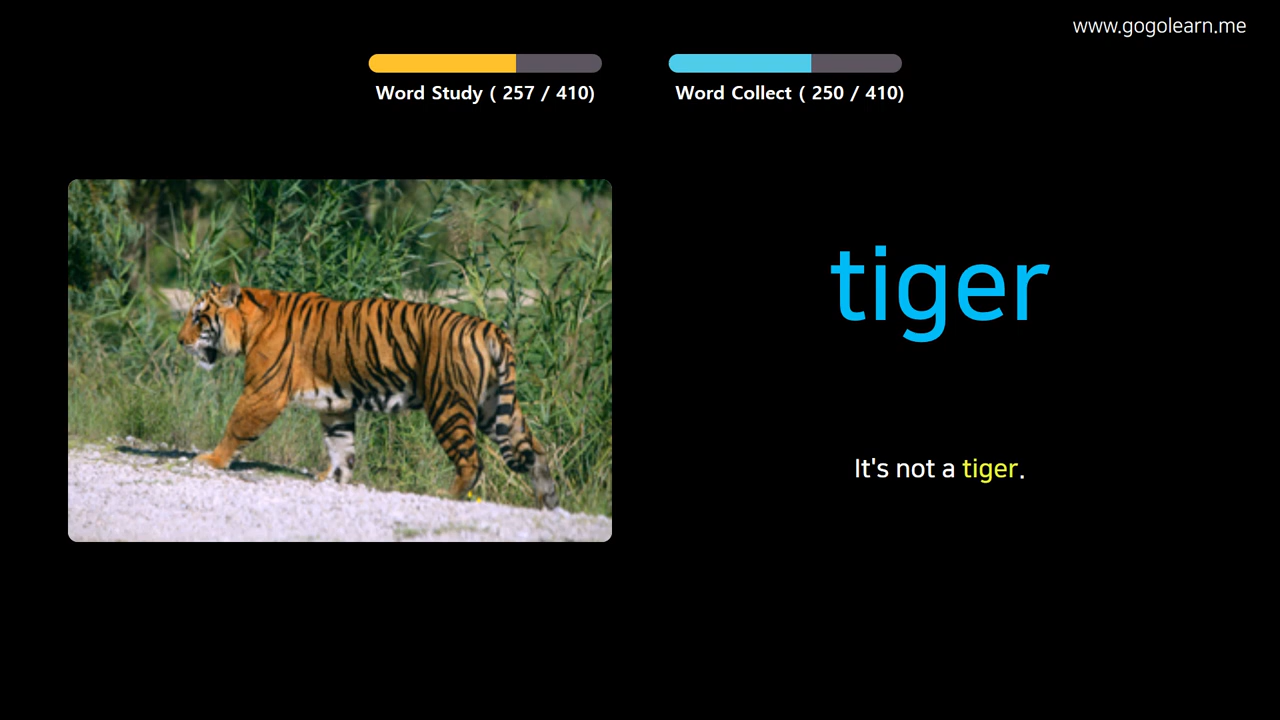 www.gogolearn.me
Word Study ( 257 / 410)
Word Collect ( 250 / 410)
tiger
It's not a tiger.